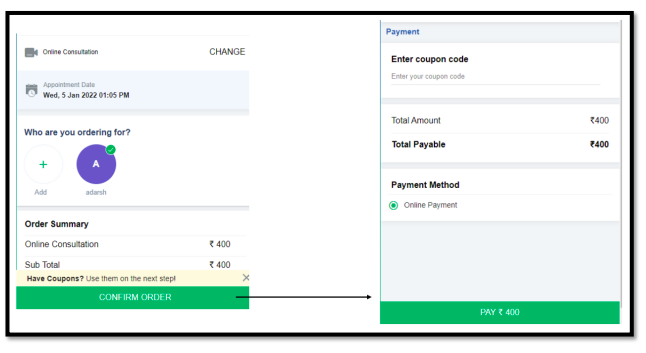 Online Consultation CHANGE
Appointment Date
Wed, 5 Jan 2022 01:05 PM
Who are you ordering for?
+ A
Add adarsh
Order Summary
Online Consultation ₹ 400
Sub Total ₹ 400
Have Coupons? Use them on the next step! ×
CONFIRM ORDER
Payment
Enter coupon code
Enter your coupon code
Total Amount ₹400
Total Payable ₹400
Payment Method
Online Payment
PAY ₹ 400